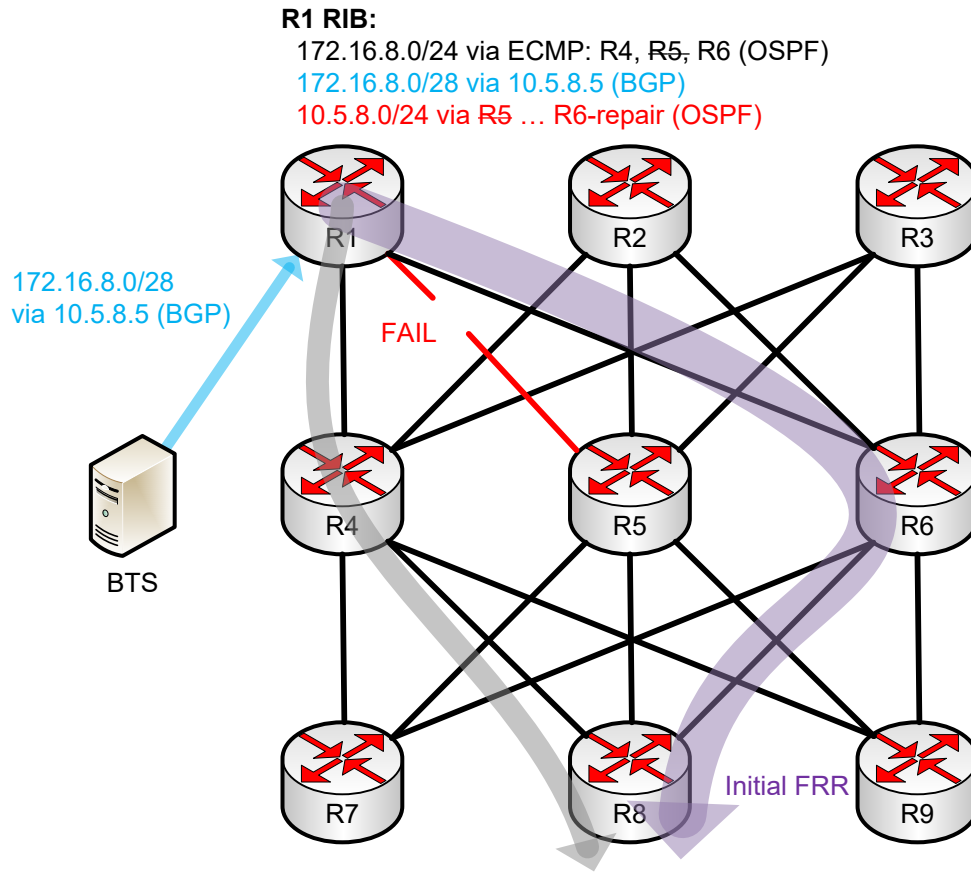 R1 RIB:
172.16.8.0/24 via ECMP: R4, R5, R6 (OSPF)
172.16.8.0/28 via 10.5.8.5 (BGP)
10.5.8.0/24 via R5 … R6-repair (OSPF)
R1
R2
R3
172.16.8.0/28
via 10.5.8.5 (BGP)
FAIL
R4
R5
R6
BTS
Initial FRR
R7
R8
R9